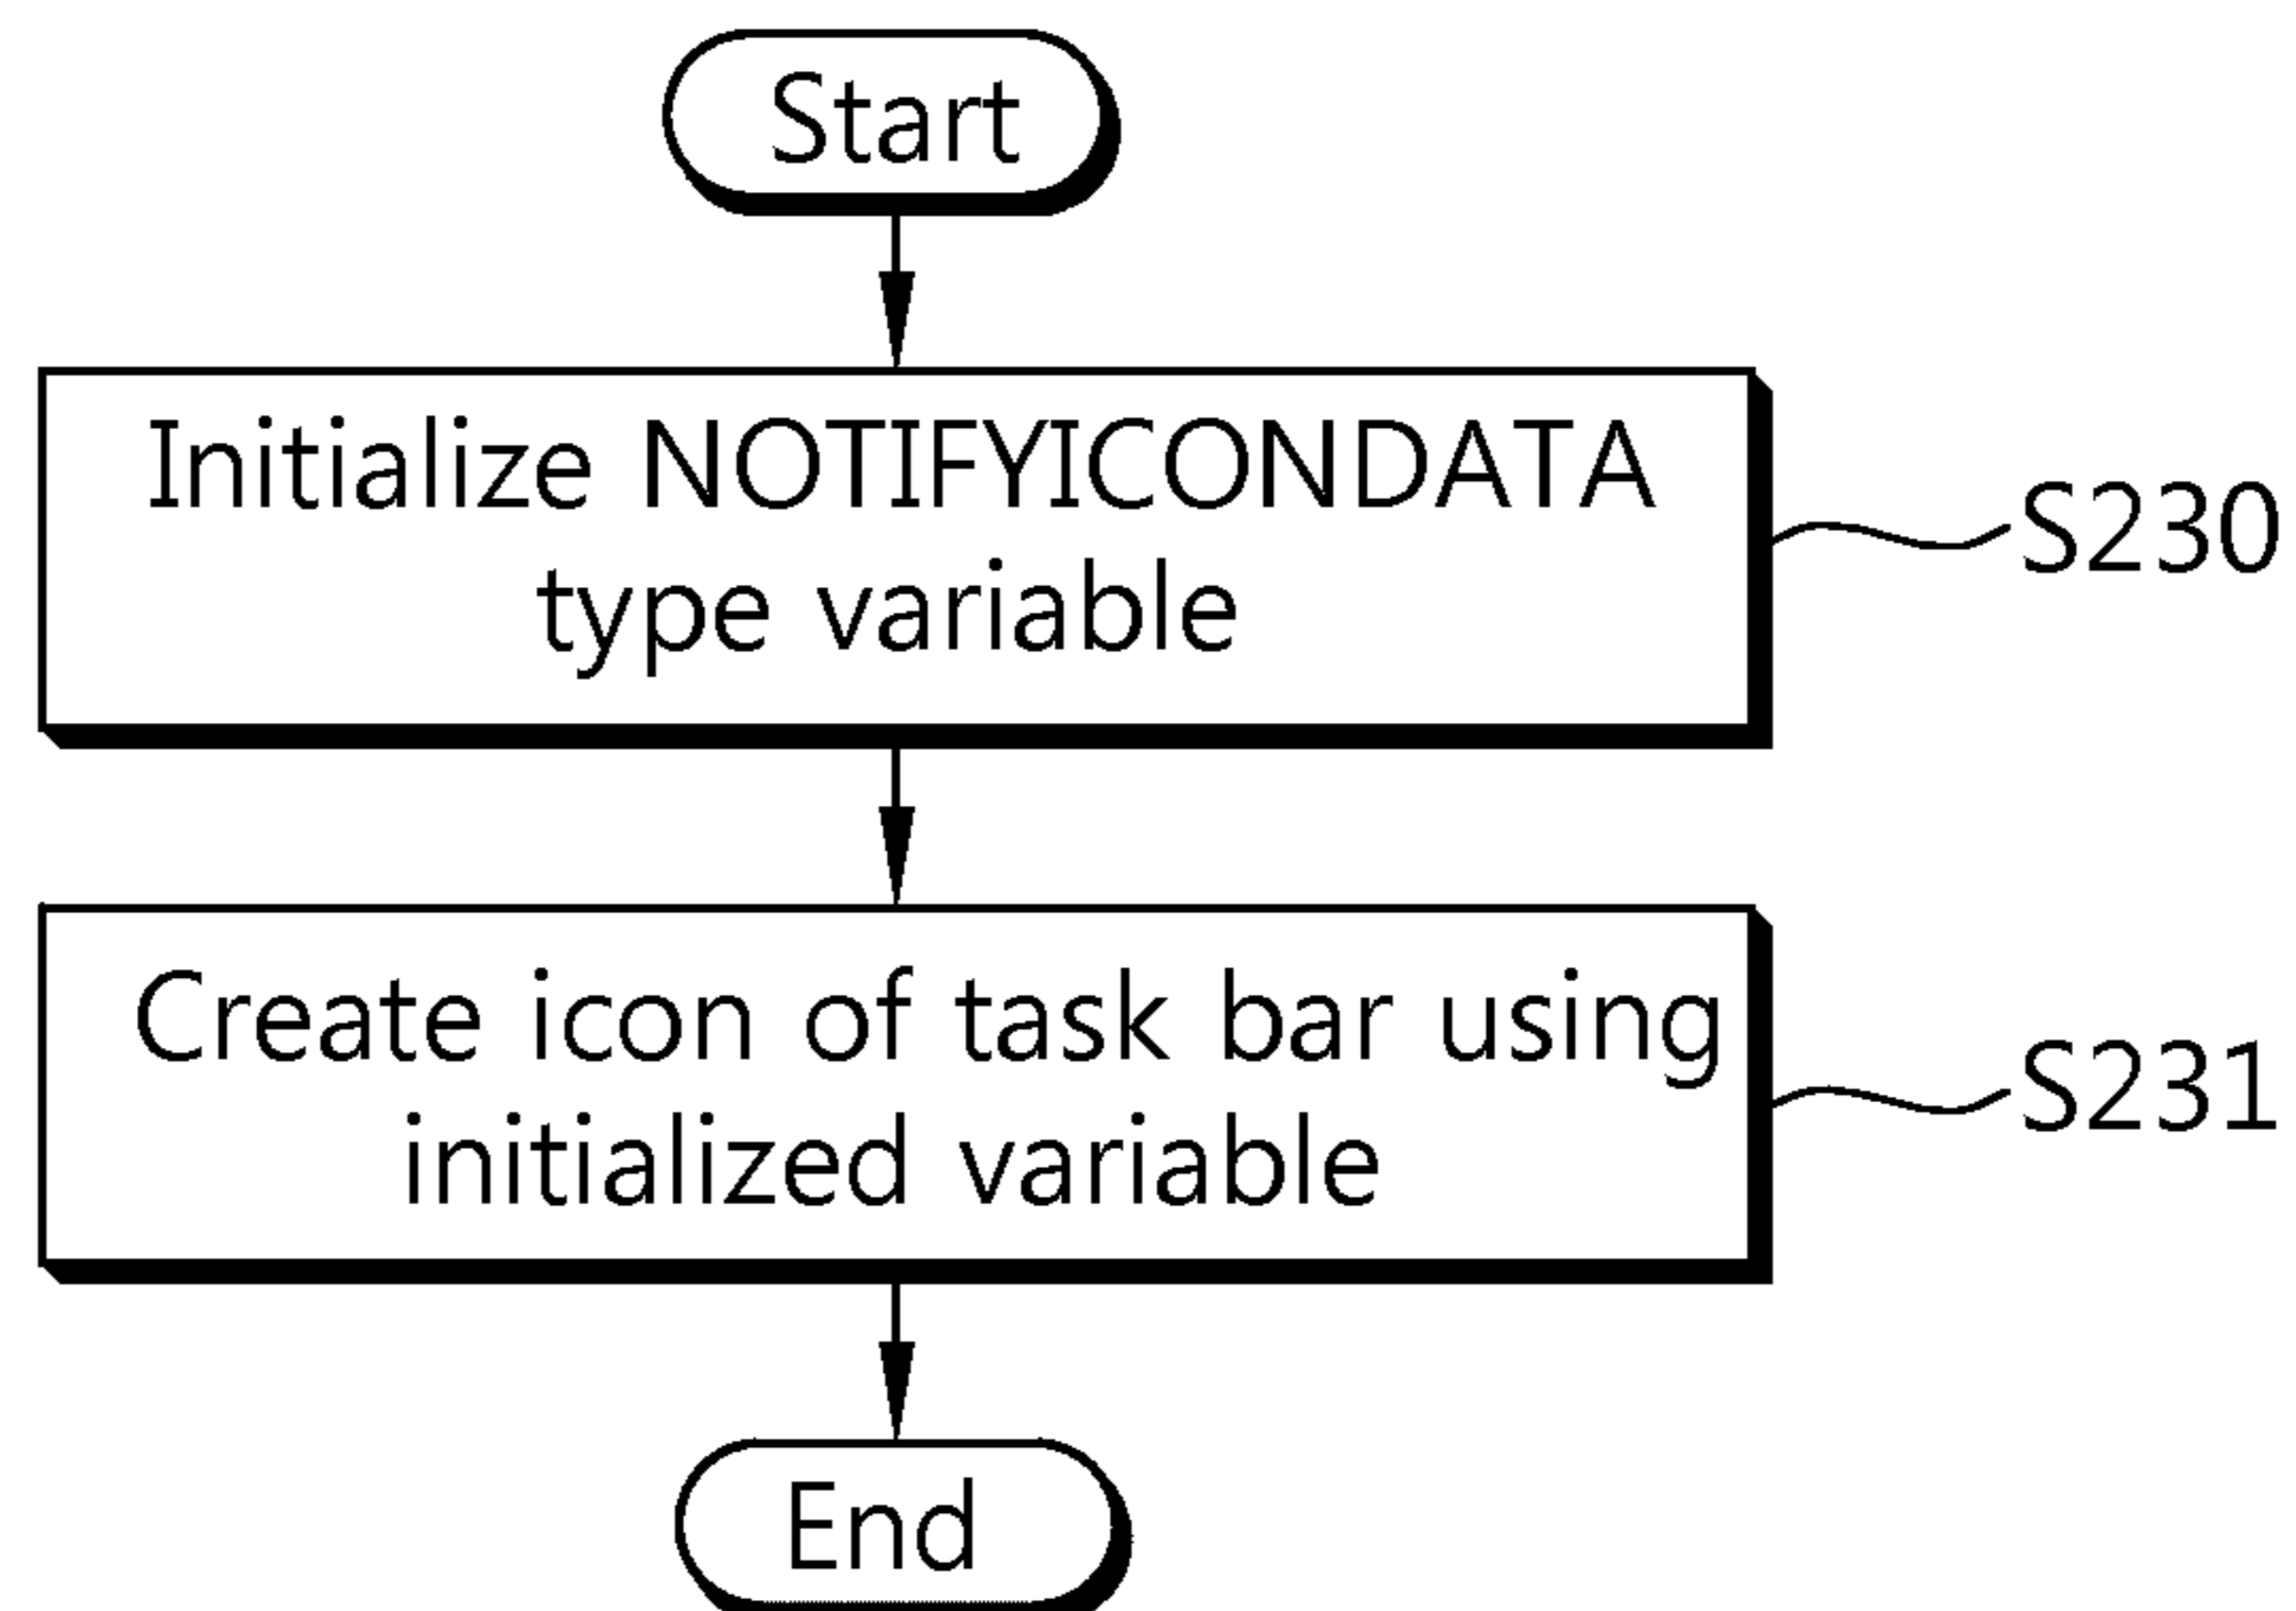 Start
Initialize NOTIFYICONDATA
type variable
S230
Create icon of task bar using
initialized variable
S231
End